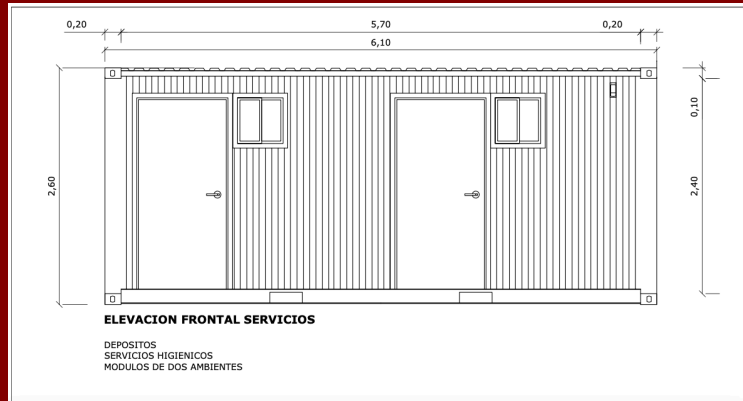 0,20 5,70 0,20
6,10
2,60
0,10
2,40
ELEVACION FRONTAL SERVICIOS
DEPOSITOS
SERVICIOS HIGIENICOS
MODULOS DE DOS AMBIENTES